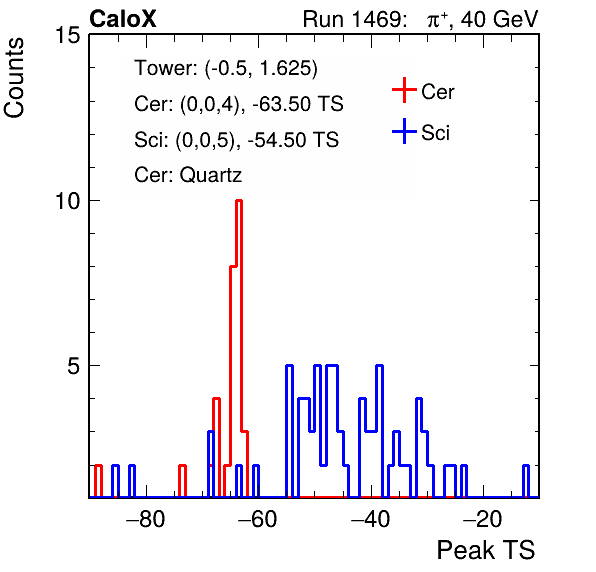 CaloX Run 1469: π⁺, 40 GeV
Counts
15
Tower: (-0.5, 1.625)
Cer: (0,0,4), -63.50 TS
Sci: (0,0,5), -54.50 TS
Cer: Quartz
Cer
Sci
10
5
−80 −60 −40 −20
Peak TS